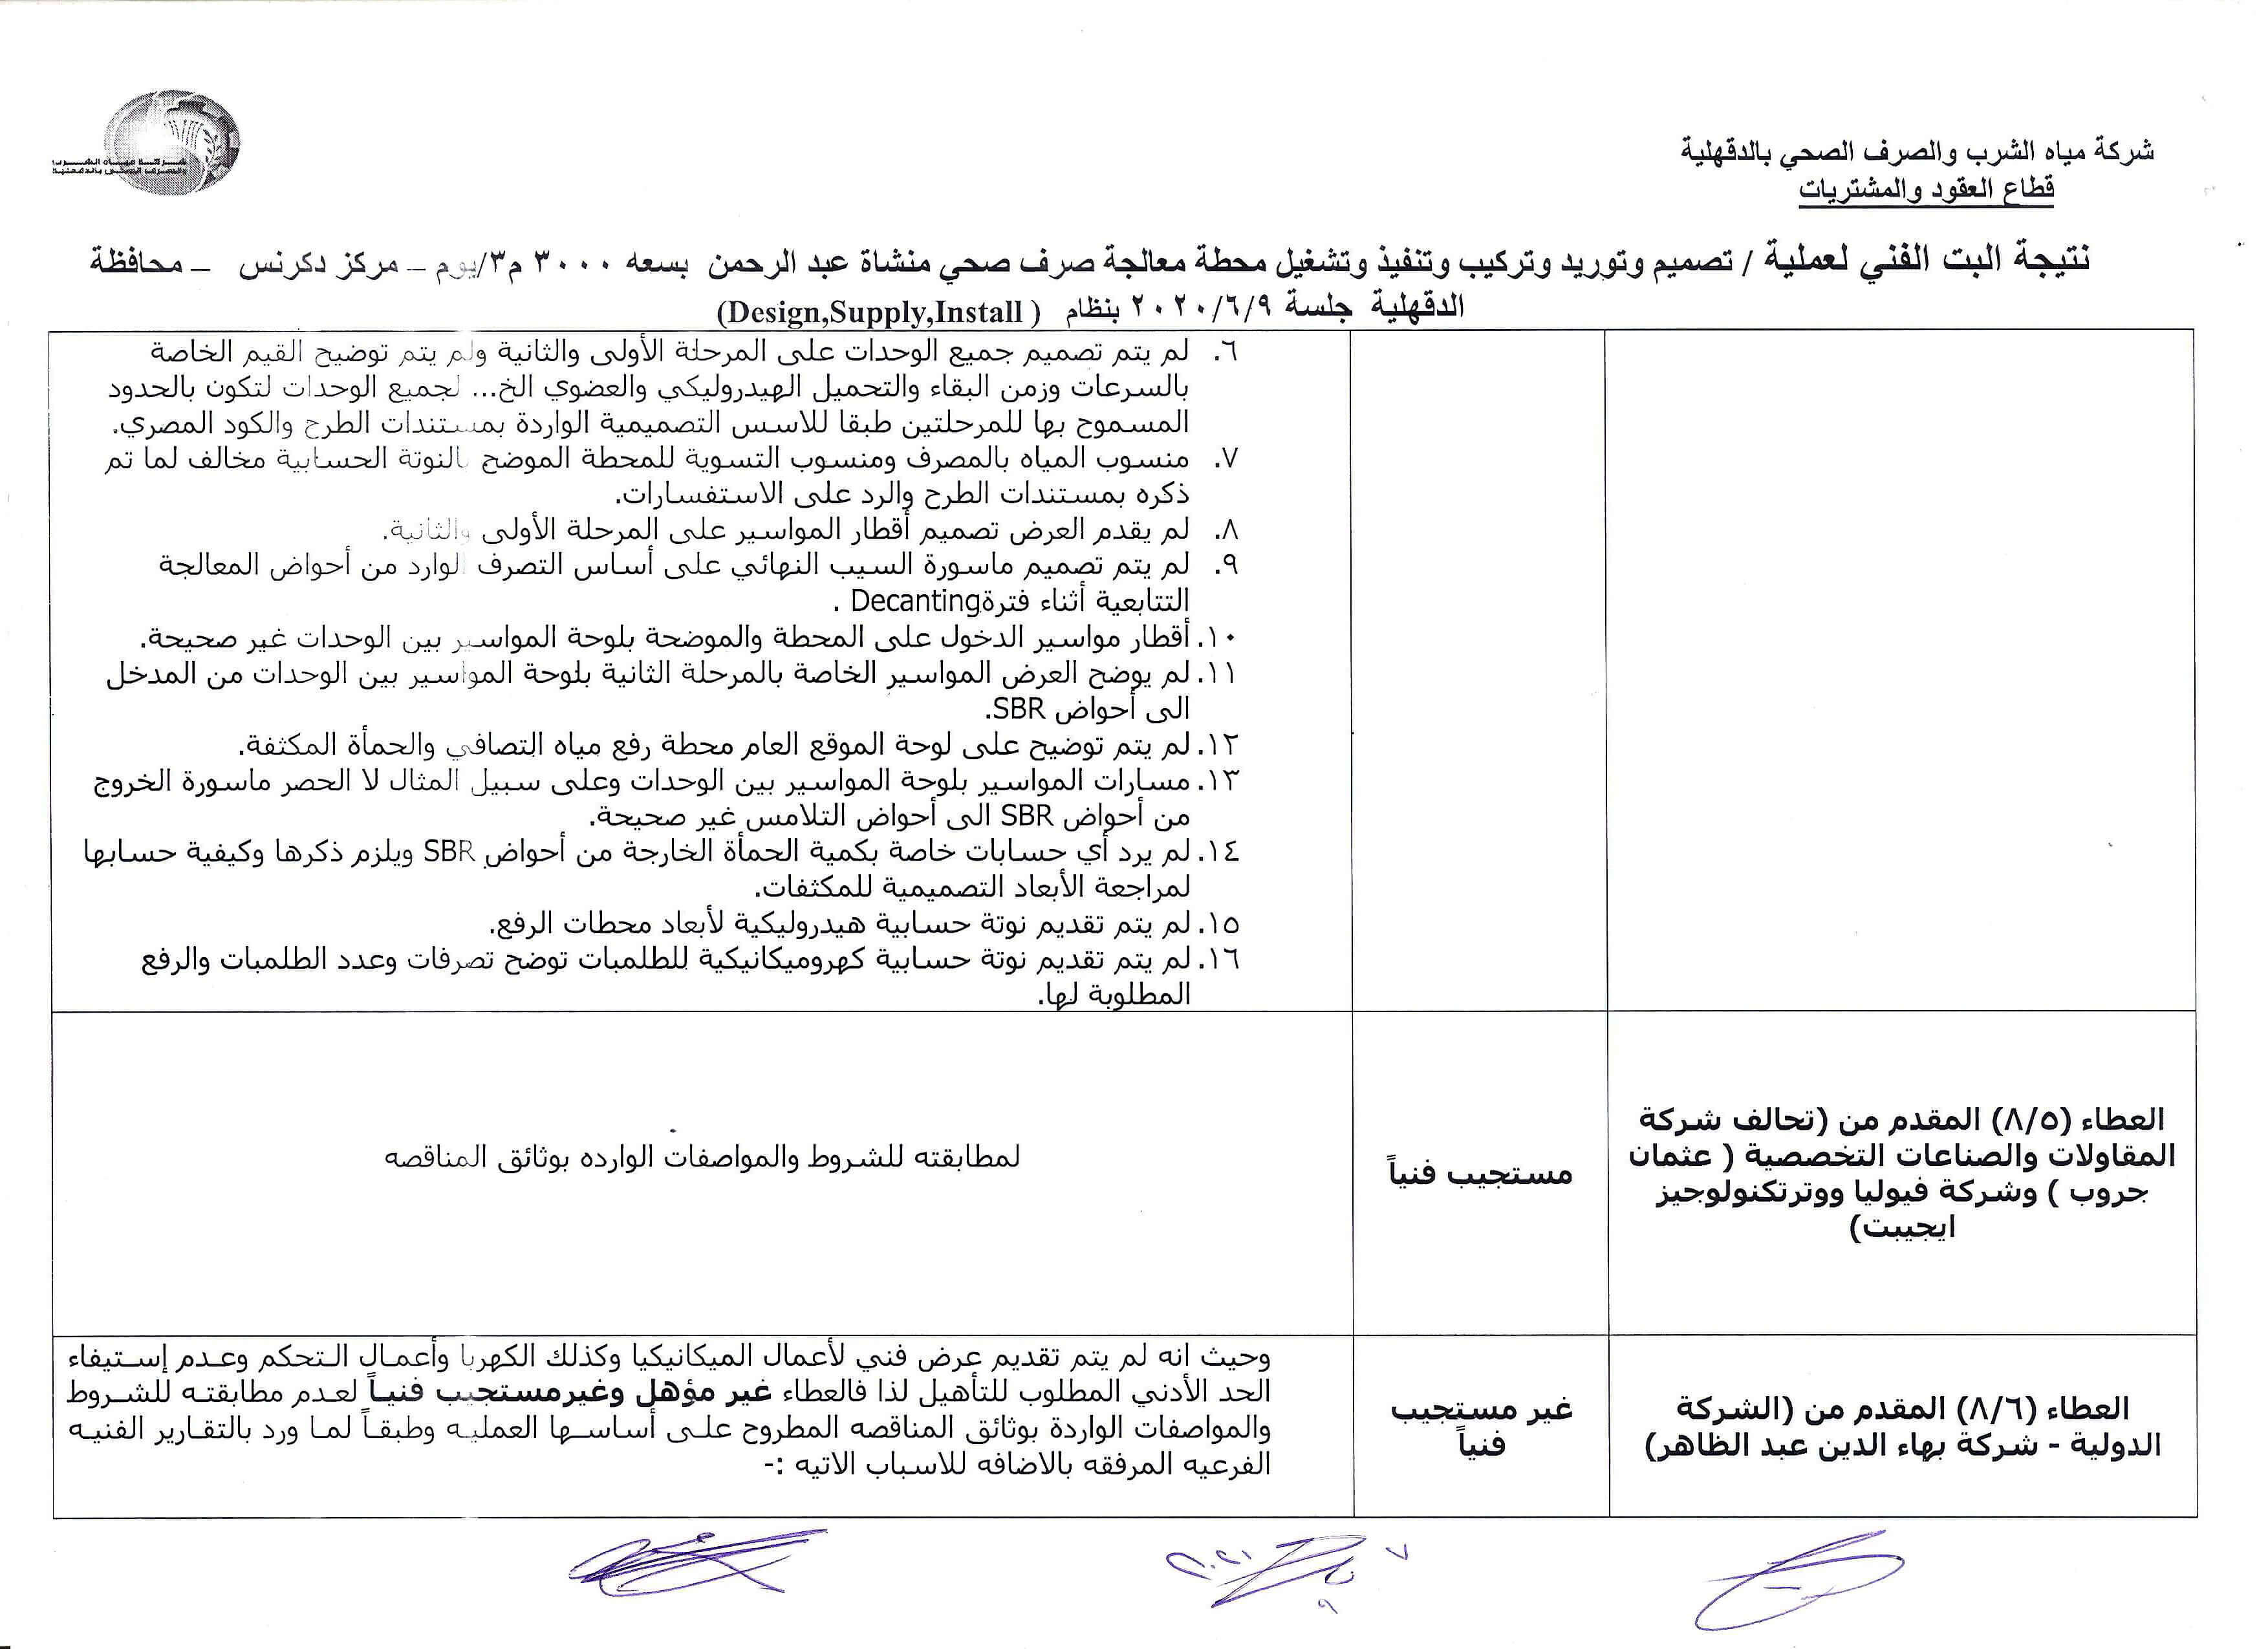 شركة مياه الشرب والصرف الصحي بالدقهلية
قطاع العقود والمشتريات
شركة مياه الشرب
والصرف الصحي بالدقهلية
نتيجة البت الفني لعملية / تصميم وتوريد وتركيب وتنفيذ وتشغيل محطة معالجة صرف صحي منشاة عبد الرحمن بسعه ٣٠٠٠ م٣/يوم – مركز دكرنس – محافظة
الدقهلية جلسة ٢٠٢٠/٦/٩ بنظام (Design,Supply,Install )
٦. لم يتم تصميم جميع الوحدات على المرحلة الأولى والثانية ولم يتم توضيح القيم الخاصة
بالسرعات وزمن البقاء والتحميل الهيدروليكي والعضوي الخ... لجميع الوحدات لتكون بالحدود
المسموح بها للمرحلتين طبقا للاسس التصميمية الواردة بمستندات الطرح والكود المصري.
٧. منسوب المياه بالمصرف ومنسوب التسوية للمحطة الموضح بالنوتة الحسابية مخالف لما تم
ذكره بمستندات الطرح والرد على الاستفسارات.
٨. لم يقدم العرض تصميم أقطار المواسير على المرحلة الأولى والثانية.
٩. لم يتم تصميم ماسورة السيب النهائي على أساس التصرف الوارد من أحواض المعالجة
التتابعية أثناء فترةDecanting .
١٠. أقطار مواسير الدخول على المحطة والموضحة بلوحة المواسير بين الوحدات غير صحيحة.
١١. لم يوضح العرض المواسير الخاصة بالمرحلة الثانية بلوحة المواسير بين الوحدات من المدخل
الى أحواض SBR.
١٢. لم يتم توضيح على لوحة الموقع العام محطة رفع مياه التصافي والحمأة المكثفة.
١٣. مسارات المواسير بلوحة المواسير بين الوحدات وعلى سبيل المثال لا الحصر ماسورة الخروج
من أحواض SBR الى أحواض التلامس غير صحيحة.
١٤. لم يرد أي حسابات خاصة بكمية الحمأة الخارجة من أحواض SBR ويلزم ذكرها وكيفية حسابها
لمراجعة الأبعاد التصميمية للمكثفات.
١٥. لم يتم تقديم نوتة حسابية هيدروليكية لأبعاد محطات الرفع.
١٦. لم يتم تقديم نوتة حسابية كهروميكانيكية للطلمبات توضح تصرفات وعدد الطلمبات والرفع
المطلوبة لها.
العطاء (٨/٥) المقدم من (تحالف شركة
المقاولات والصناعات التخصصية ( عثمان
جروب ) وشركة فيوليا ووترتكنولوجيز
ايجيبت)
مستجيب فنياً
لمطابقته للشروط والمواصفات الوارده بوثائق المناقصه
العطاء (٨/٦) المقدم من (الشركة
الدولية - شركة بهاء الدين عبد الظاهر)
غير مستجيب
فنياً
وحيث انه لم يتم تقديم عرض فني لأعمال الميكانيكيا وكذلك الكهربا وأعمال التحكم وعدم إستيفاء
الحد الأدني المطلوب للتأهيل لذا فالعطاء غير مؤهل وغيرمستجيب فنياً لعدم مطابقته للشروط
والمواصفات الواردة بوثائق المناقصه المطروح على أساسها العمليه وطبقاً لما ورد بالتقارير الفنيه
الفرعيه المرفقه بالاضافه للاسباب الاتيه :-
٧
٢٠٢١
٩